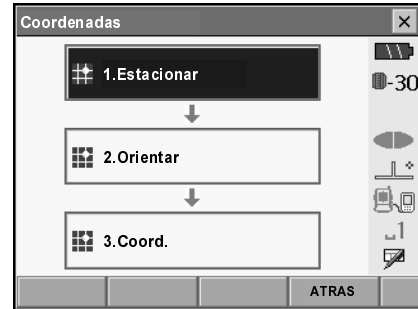 Coordenadas
1.Estacionar
-30
2.Orientar
1
3.Coord.
ATRAS